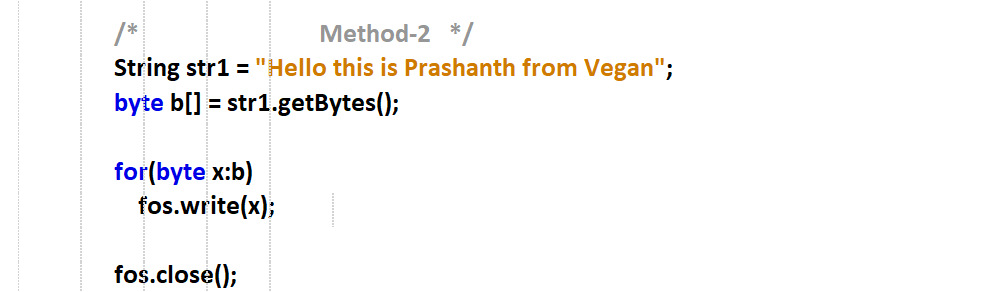 /* Method-2 */
String str1 = "Hello this is Prashanth from Vegan";
byte b[] = str1.getBytes();
for(byte x:b)
fos.write(x);
fos.close();